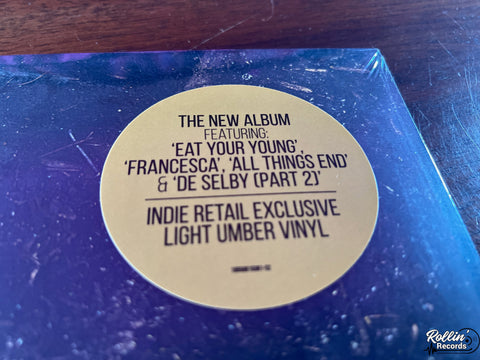 THE NEW ALBUM
FEATURING:
'EAT YOUR YOUNG',
'FRANCESCA', 'ALL THINGS END'
& 'DE SELBY (PART 2)'
INDIE RETAIL EXCLUSIVE
LIGHT UMBER VINYL
Rollin'
Records